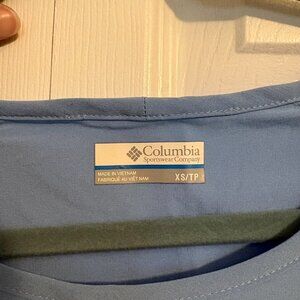 Columbia
Sportswear Company
MADE IN VIETNAM
FABRIQUÉ AU VIET NAM
XS/TP